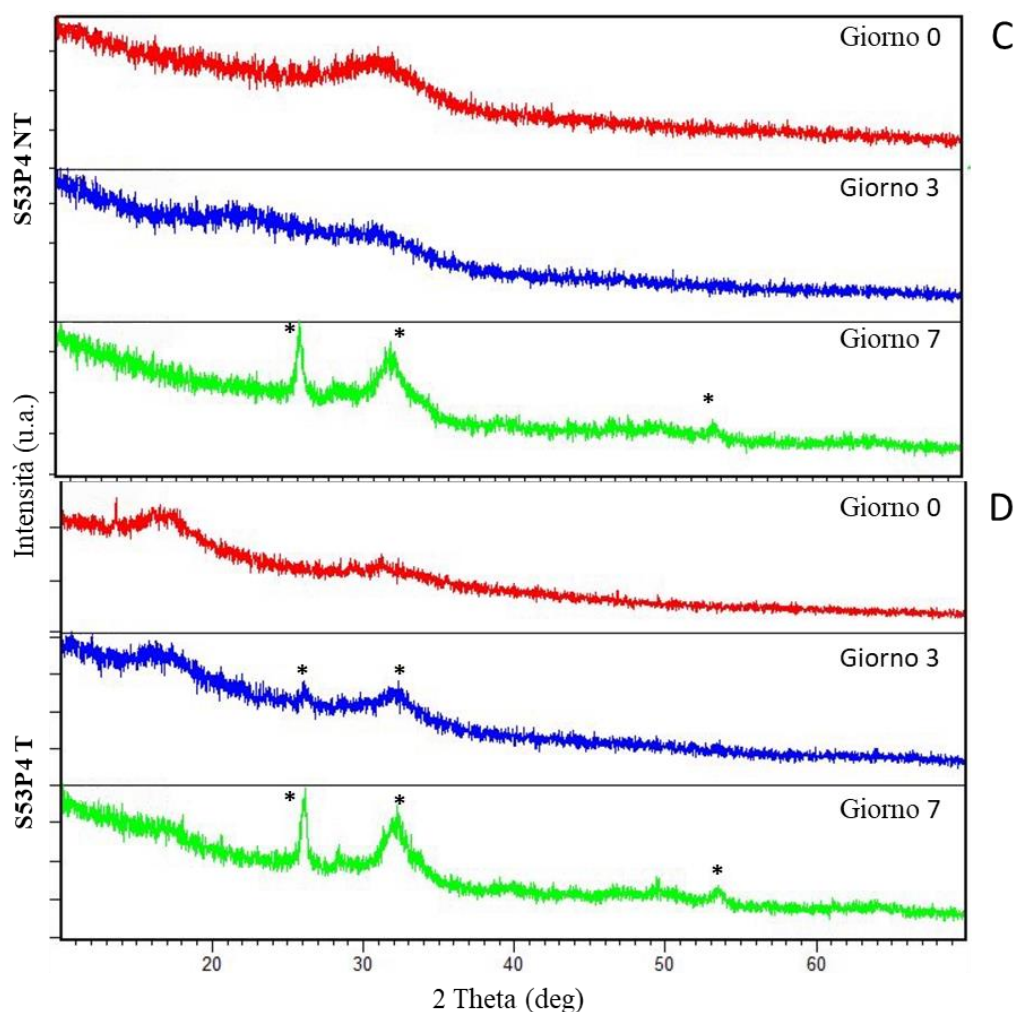 Giorno 0
C
S53P4 NT
Giorno 3
* *
Giorno 7
*
Intensità (u.a.)
Giorno 0
D
Giorno 3
* *
S53P4 T
Giorno 7
* *
*
20 30 40 50 60
2 Theta (deg)